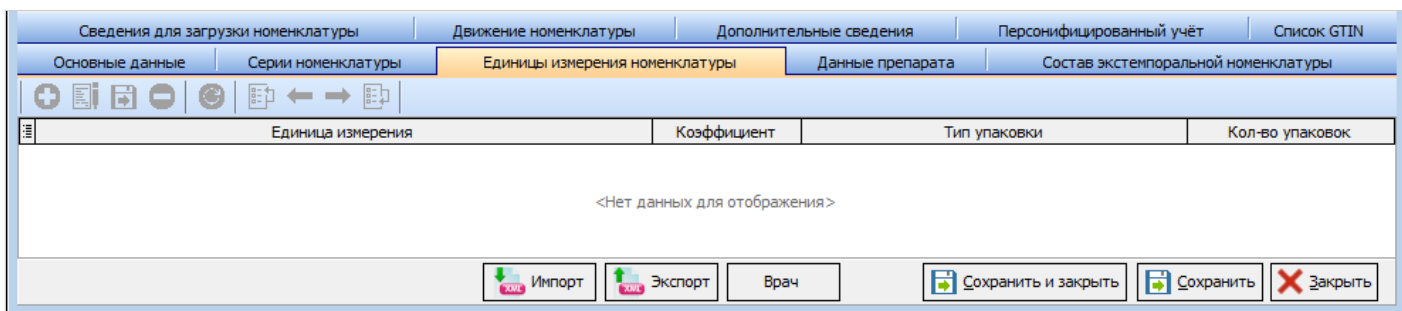 Сведения для загрузки номенклатуры Движение номенклатуры Дополнительные сведения Персонифицированный учёт Список GTIN
Основные данные Серии номенклатуры Единицы измерения номенклатуры Данные препарата Состав экстемпоральной номенклатуры
Единица измерения Коэффициент Тип упаковки Кол-во упаковок
<Нет данных для отображения>
XML Импорт XML Экспорт Врач Сохранить и закрыть Сохранить Закрыть